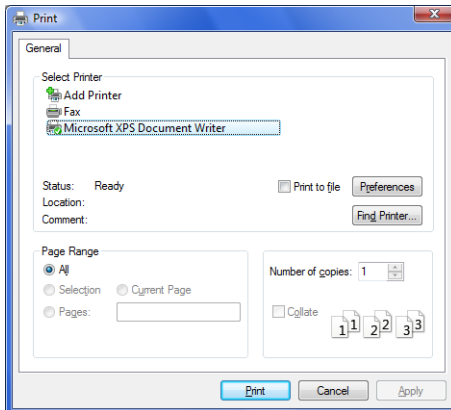 Print
General
Select Printer
Add Printer
Fax
Microsoft XPS Document Writer
Status: Ready
Location:
Comment:
Print to file
Preferences
Find Printer...
Page Range
All
Selection
Current Page
Pages:
Number of copies: 1
Collate
1 1 2 2 3 3
Print
Cancel
Apply